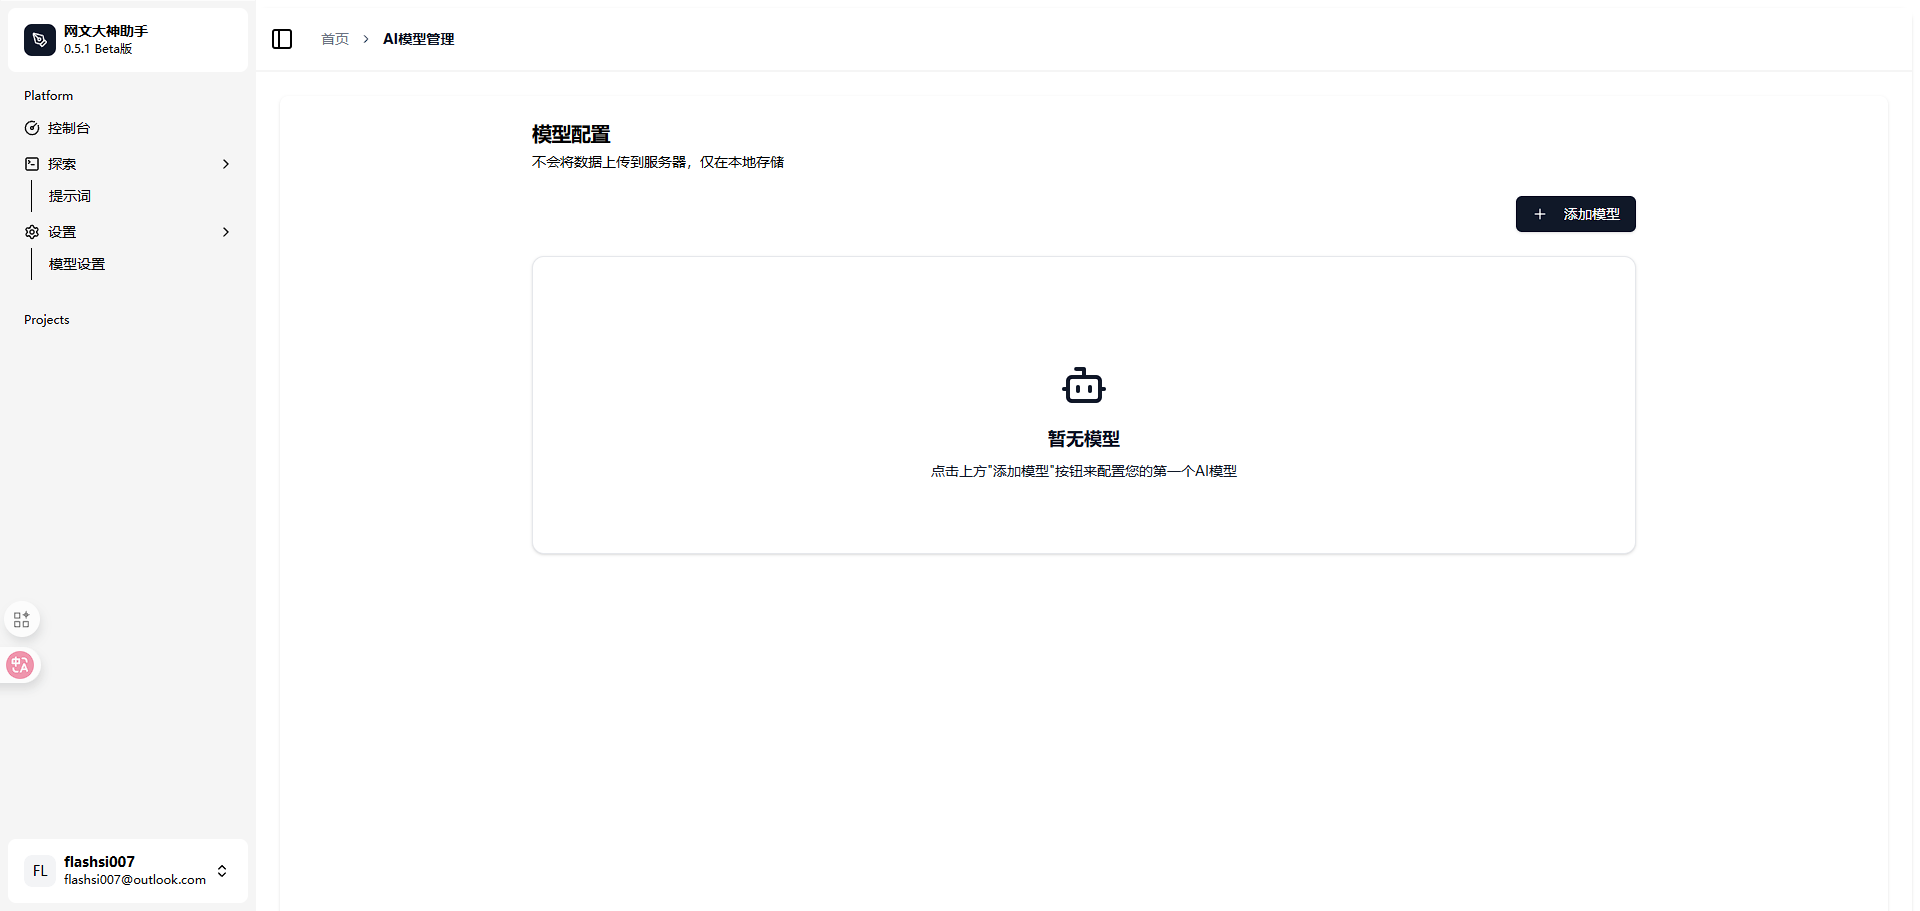 网文大神助手
0.5.1 Beta版
Platform
控制台
探索
提示词
设置
模型设置
Projects
FL
flashsi007
flashsi007@outlook.com
首页
AI模型管理
模型配置
不会将数据上传到服务器，仅在本地存储
添加模型
暂无模型
点击上方"添加模型"按钮来配置您的第一个AI模型
中A